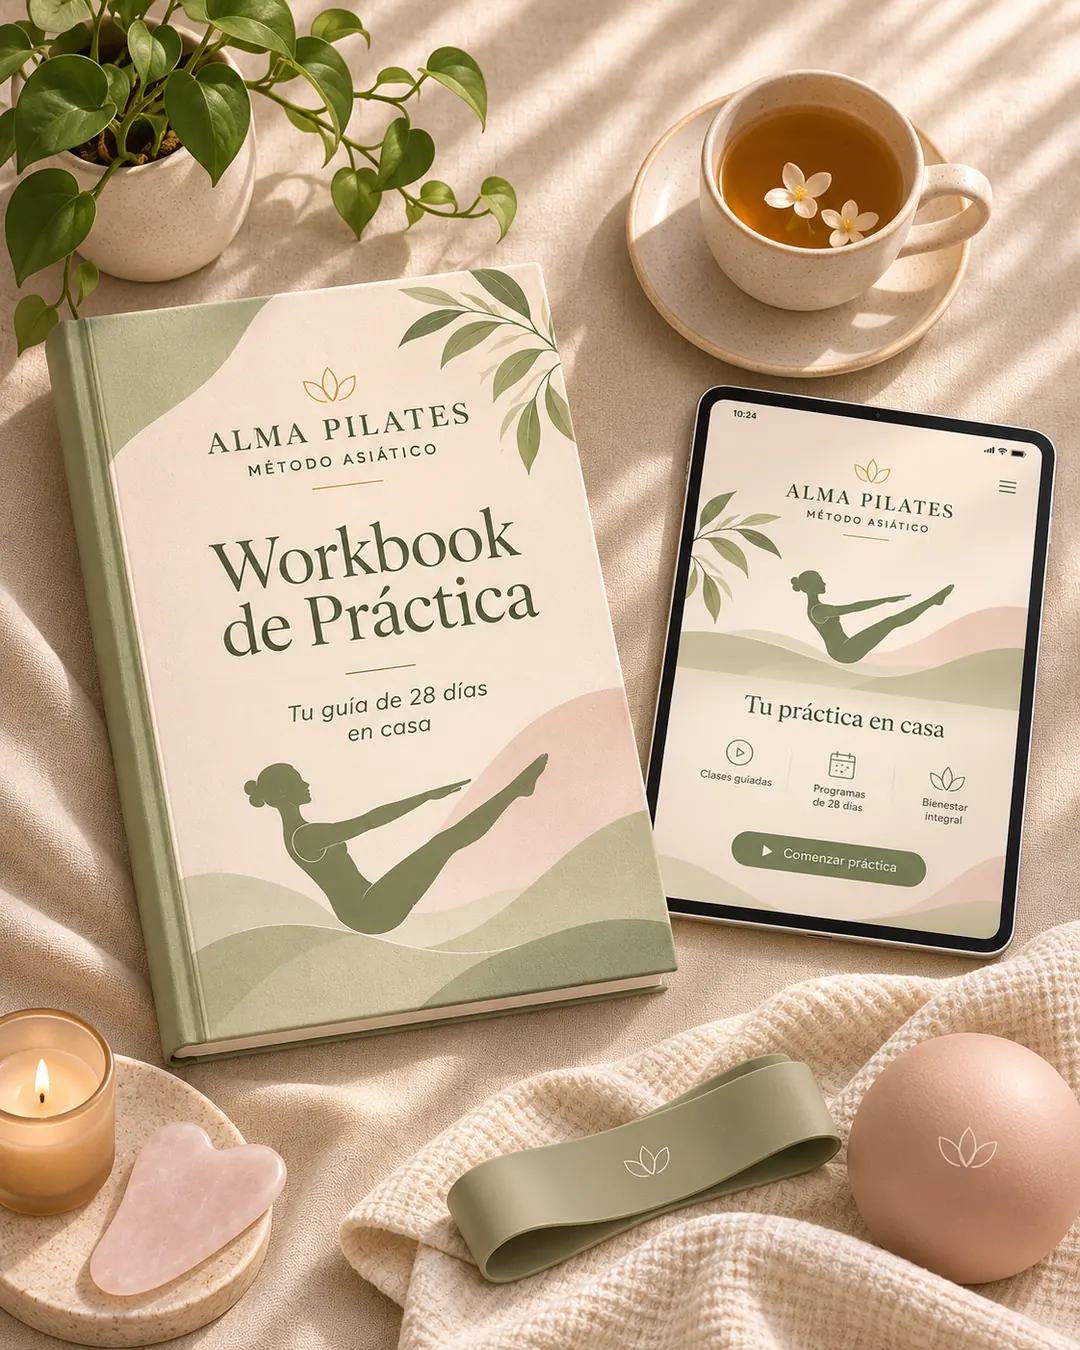 ALMA PILATES
MÉTODO ASIÁTICO
Workbook
de Práctica
Tu guía de 28 días
en casa
10:24
ALMA PILATES
MÉTODO ASIÁTICO
Tu práctica en casa
Clases guiadas
Programas
de 28 días
Bienestar
integral
Comenzar práctica